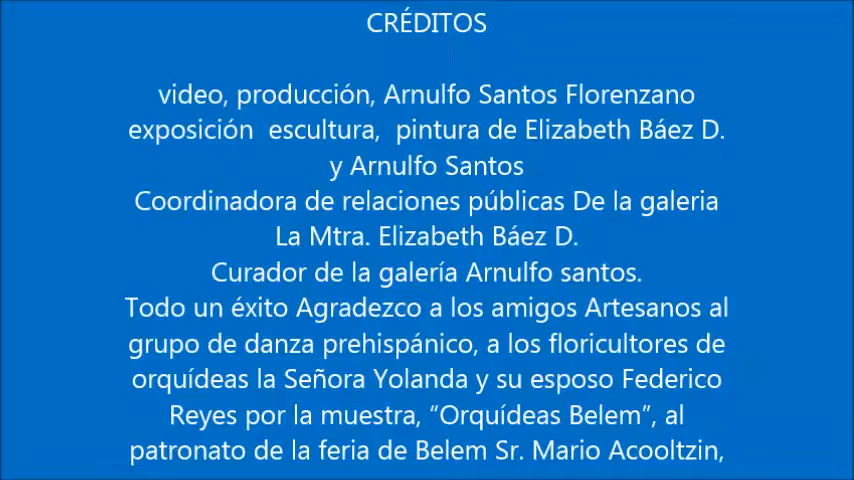 CRÉDITOS
video, producción, Arnulfo Santos Florenzano
exposición  escultura,  pintura de Elizabeth Báez D.
y Arnulfo Santos
Coordinadora de relaciones públicas De la galeria
La Mtra. Elizabeth Báez D.
Curador de la galería Arnulfo santos.
Todo un éxito Agradezco a los amigos Artesanos al
grupo de danza prehispánico, a los floricultores de
orquídeas la Señora Yolanda y su esposo Federico
Reyes por la muestra, “Orquídeas Belem”, al
patronato de la feria de Belem Sr. Mario Acooltzin,